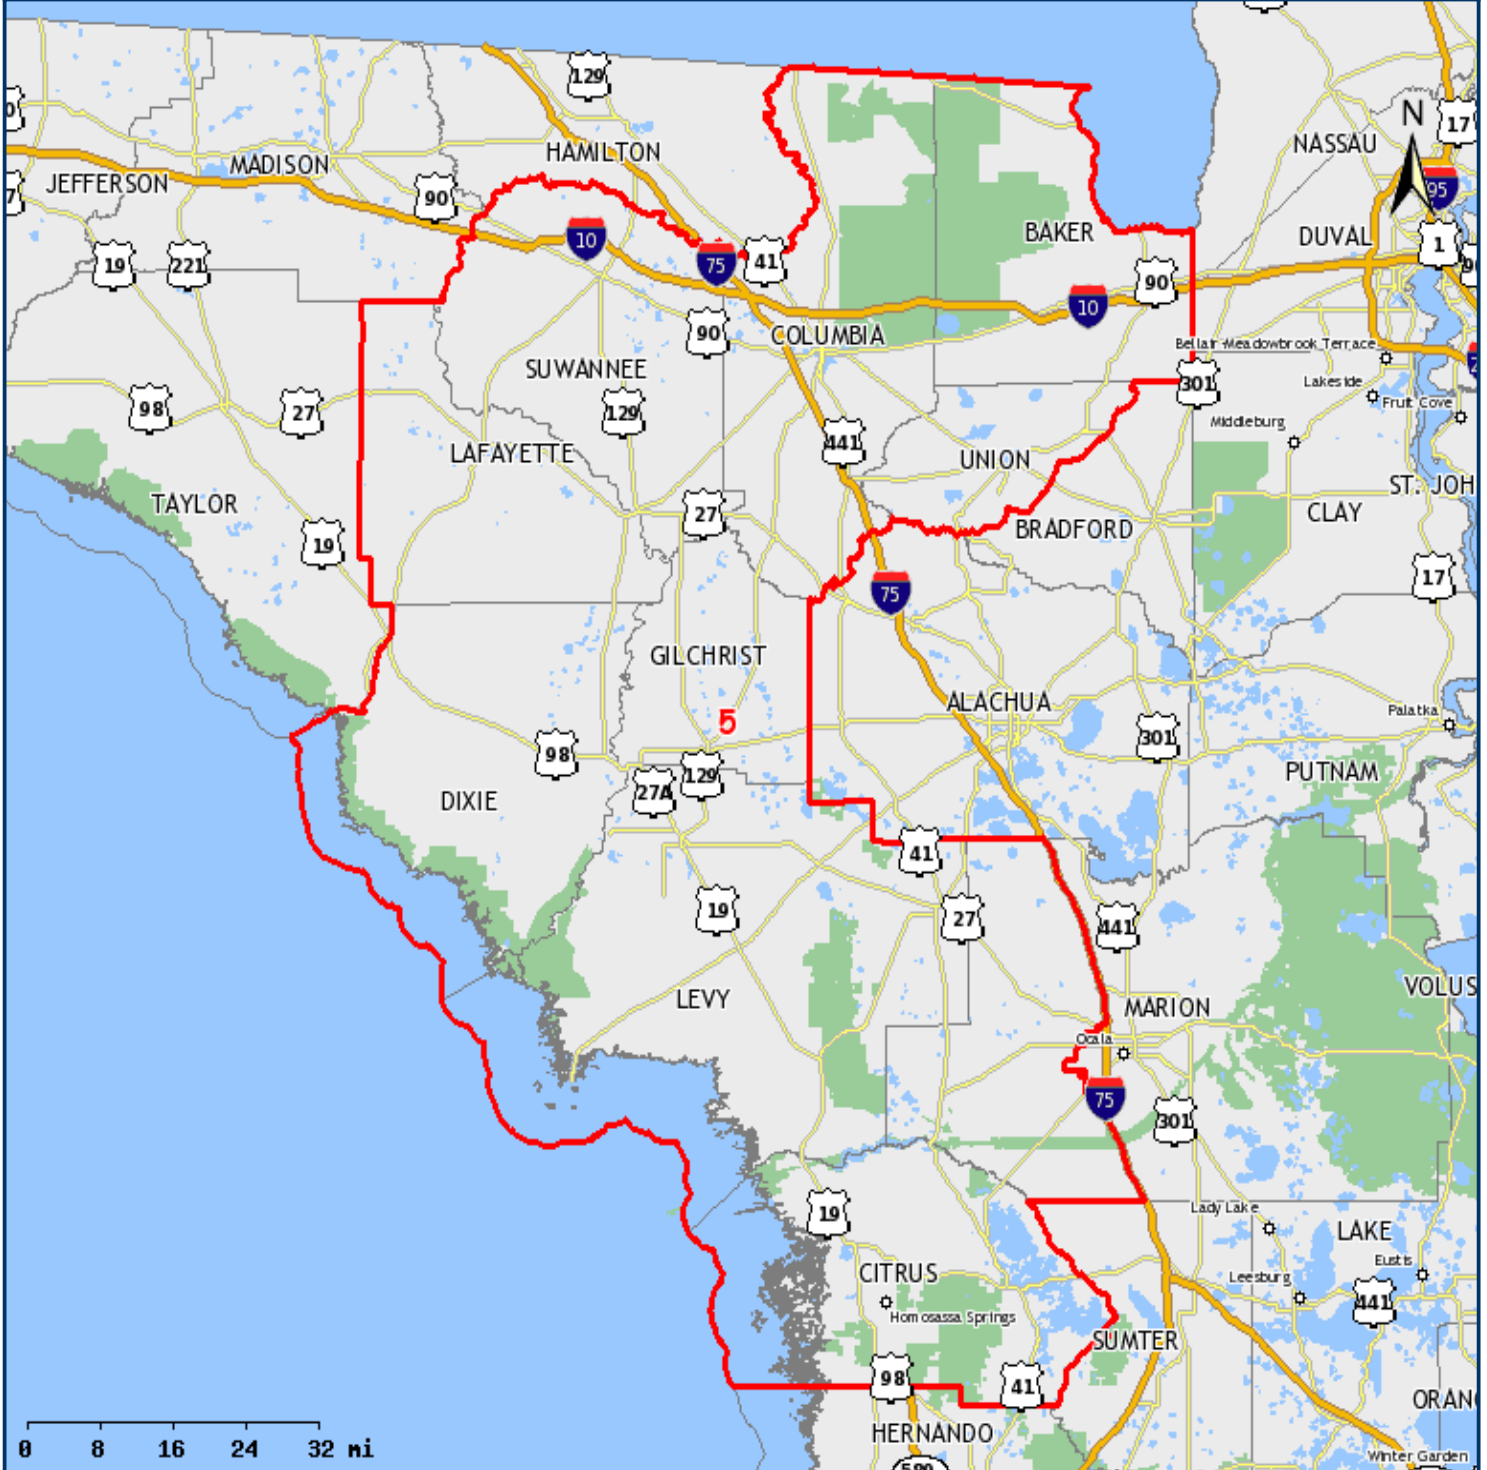 129
17
N
NASSAU
HAMILTON
MADISON
JEFFERSON
90
95
BAKER
DUVAL
1
10
19
221
75
41
90
10
90
COLUMBIA
Bellair-Meadowbrook Terrace
SUWANNEE
301
Lakeside
98
27
129
Fruit Cove
Middleburg
441
LAFAYETTE
UNION
ST. JOH
TAYLOR
27
CLAY
BRADFORD
19
17
75
GILCHRIST
ALACHUA
5
Palatka
301
98
129
PUTNAM
27A
DIXIE
41
19
27
441
LEVY
VOLUS
MARION
Ocala
75
301
19
Lady Lake
LAKE
CITRUS
Eustis
Leesburg
441
Homosassa Springs
SUMTER
98
41
ORAN
0 8 16 24 32 mi
HERNANDO
Winter Garden